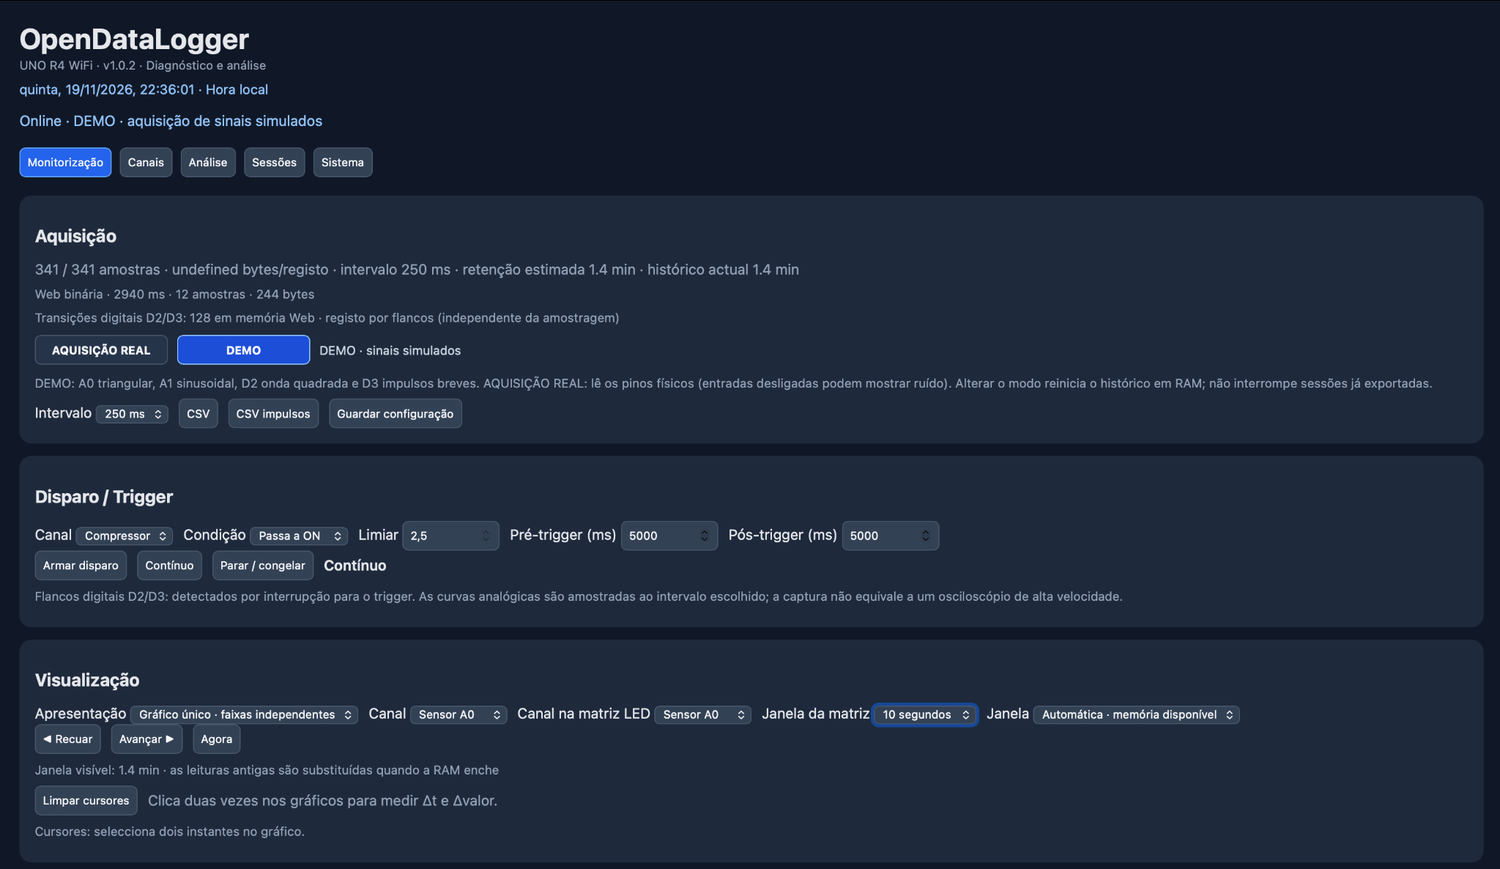 OpenDataLogger
UNO R4 WiFi · v1.0.2 · Diagnóstico e análise
quinta, 19/11/2026, 22:36:01 · Hora local
Online · DEMO · aquisição de sinais simulados
Monitorização Canais Análise Sessões Sistema
Aquisição
341 / 341 amostras · undefined bytes/registo · intervalo 250 ms · retenção estimada 1.4 min · histórico actual 1.4 min
Web binária · 2940 ms · 12 amostras · 244 bytes
Transições digitais D2/D3: 128 em memória Web · registo por flancos (independente da amostragem)
AQUISIÇÃO REAL DEMO DEMO · sinais simulados
DEMO: A0 triangular, A1 sinusoidal, D2 onda quadrada e D3 impulsos breves. AQUISIÇÃO REAL: lê os pinos físicos (entradas desligadas podem mostrar ruído). Alterar o modo reinicia o histórico em RAM; não interrompe sessões já exportadas.
Intervalo 250 ms CSV CSV impulsos Guardar configuração
Disparo / Trigger
Canal Compressor Condição Passa a ON Limiar 2,5 Pré-trigger (ms) 5000 Pós-trigger (ms) 5000
Armar disparo Contínuo Parar / congelar Contínuo
Flancos digitais D2/D3: detectados por interrupção para o trigger. As curvas analógicas são amostradas ao intervalo escolhido; a captura não equivale a um osciloscópio de alta velocidade.
Visualização
Apresentação Gráfico único · faixas independentes Canal Sensor A0 Canal na matriz LED Sensor A0 Janela da matriz 10 segundos Janela Automática · memória disponível
◀ Recuar Avançar ▶ Agora
Janela visível: 1.4 min · as leituras antigas são substituídas quando a RAM enche
Limpar cursores Clica duas vezes nos gráficos para medir Δt e Δvalor.
Cursores: selecciona dois instantes no gráfico.